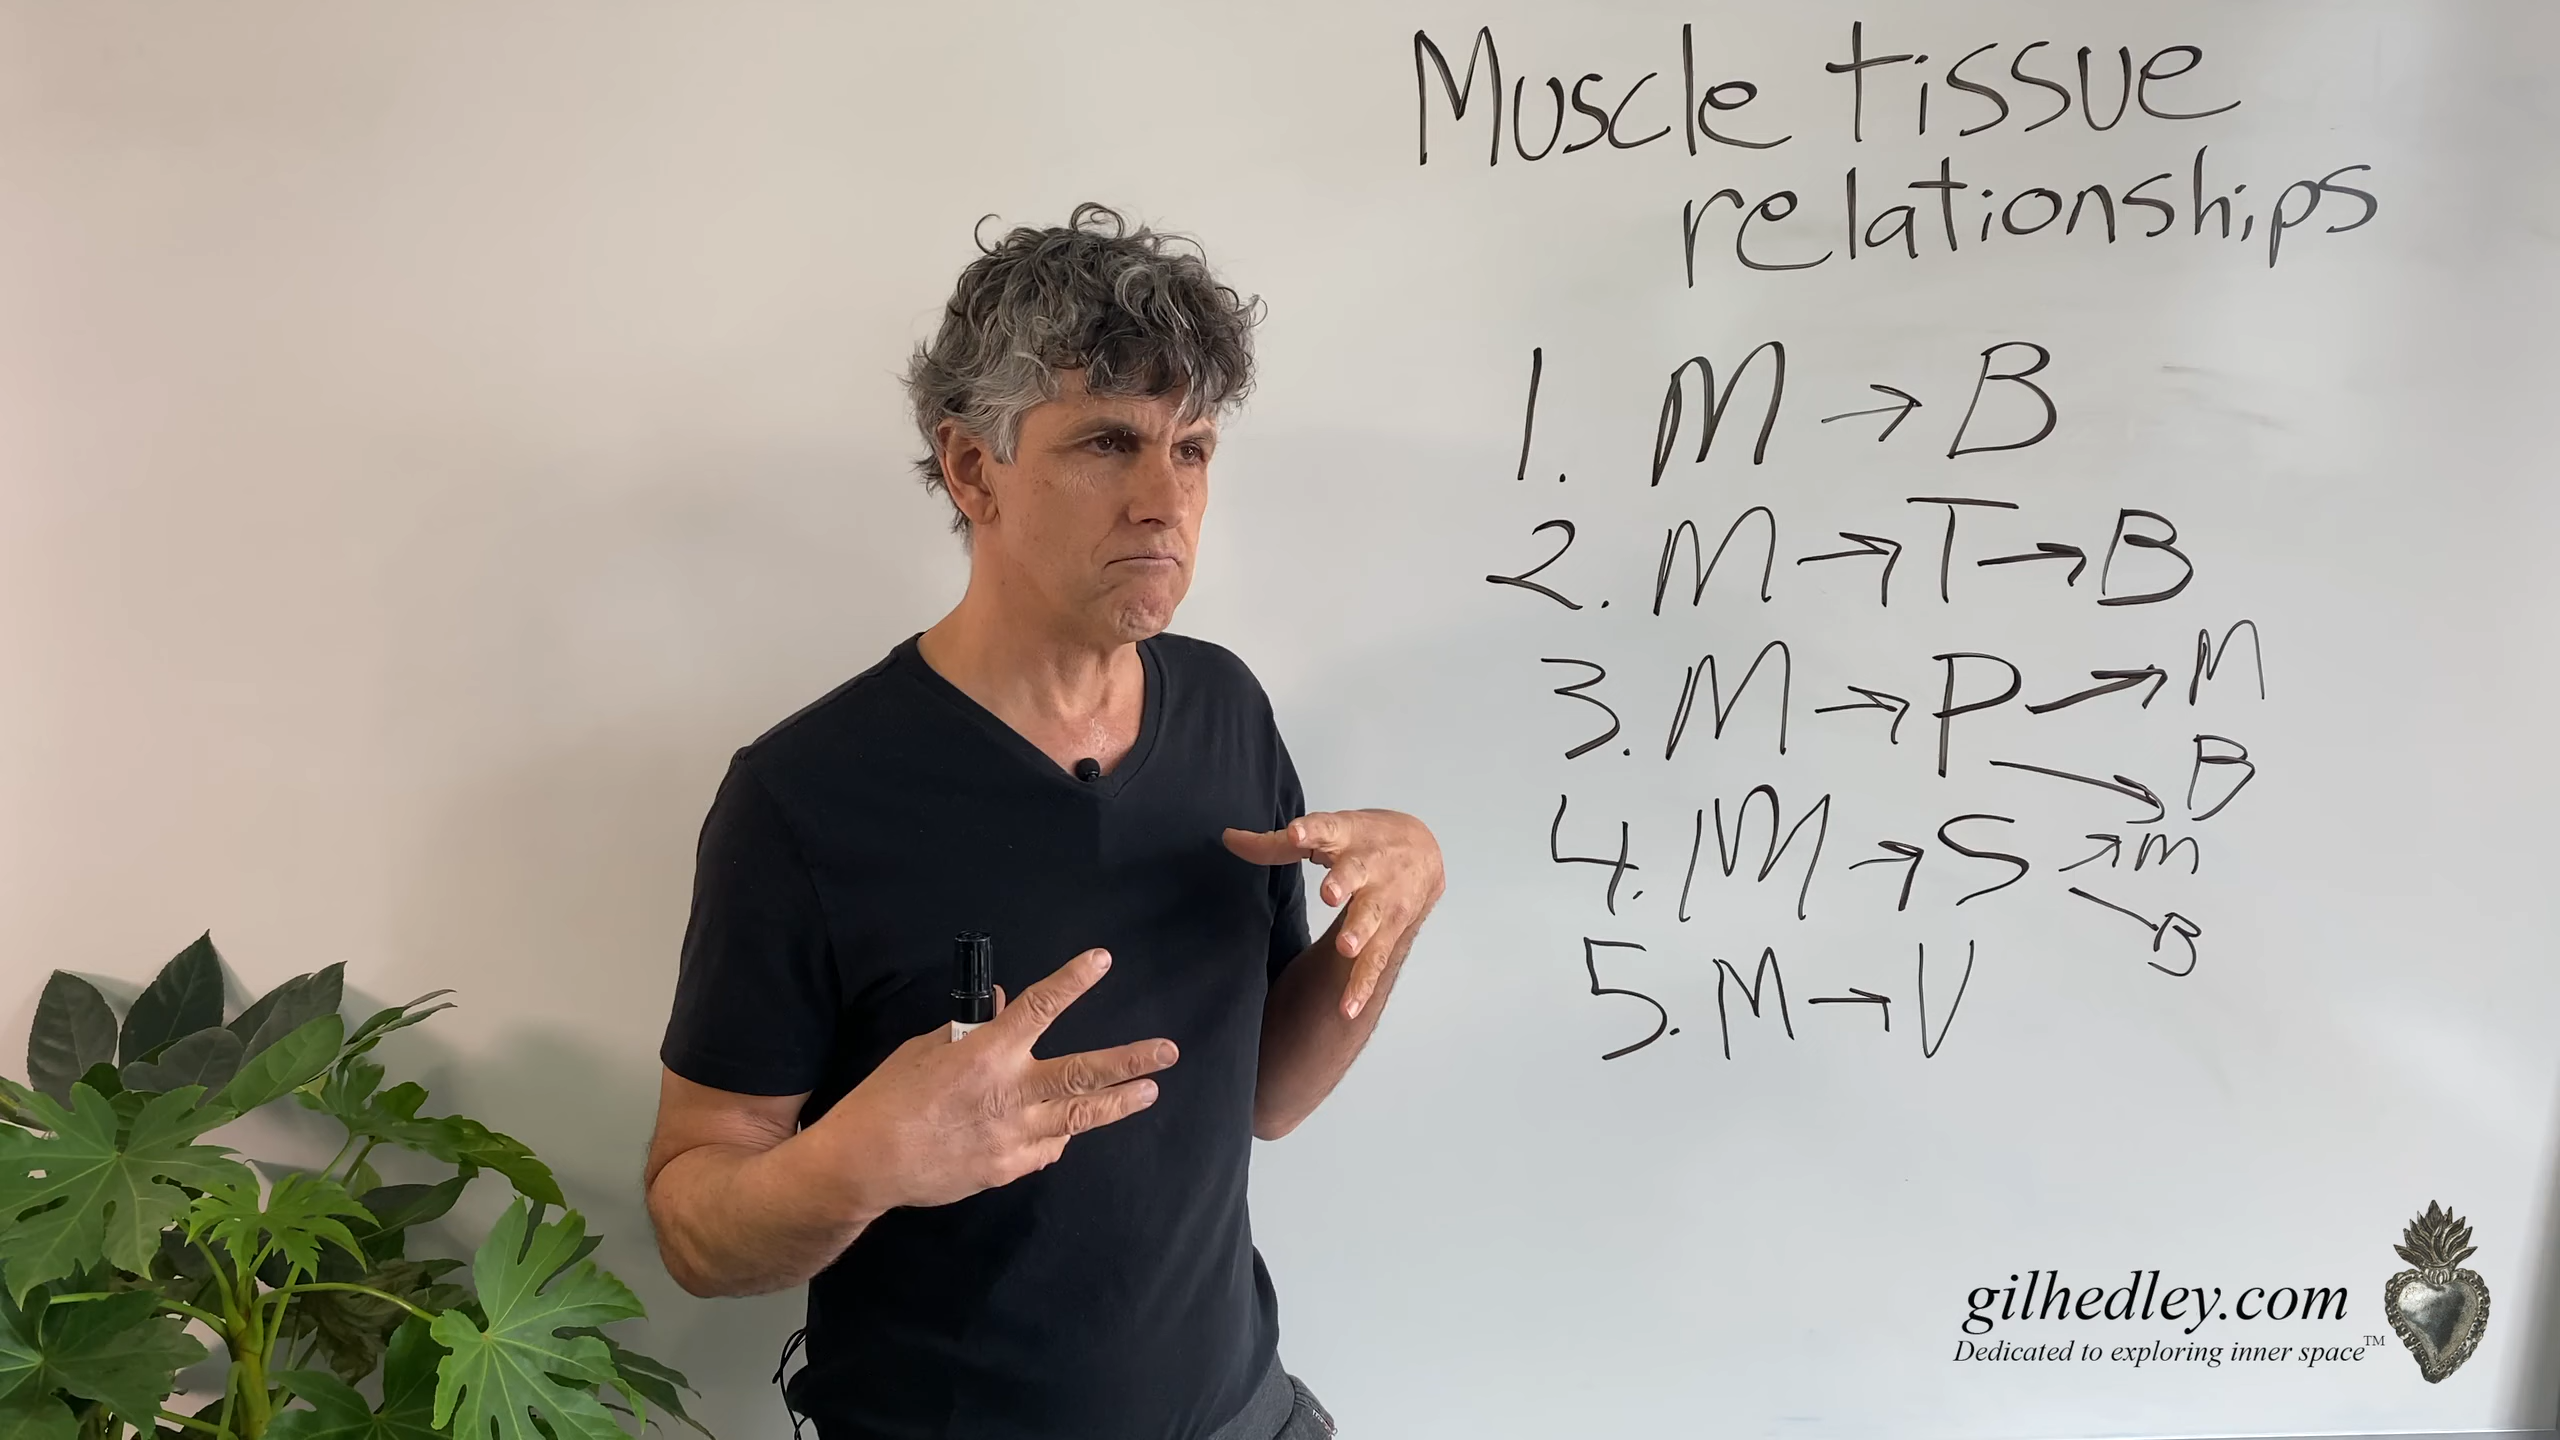 Muscle tissue
relationships
1. M → B
2. M → T → B
3. M → P → M
→ B
4. M → S → M
→ B
5. M → V
gilhedley.com
Dedicated to exploring inner space™